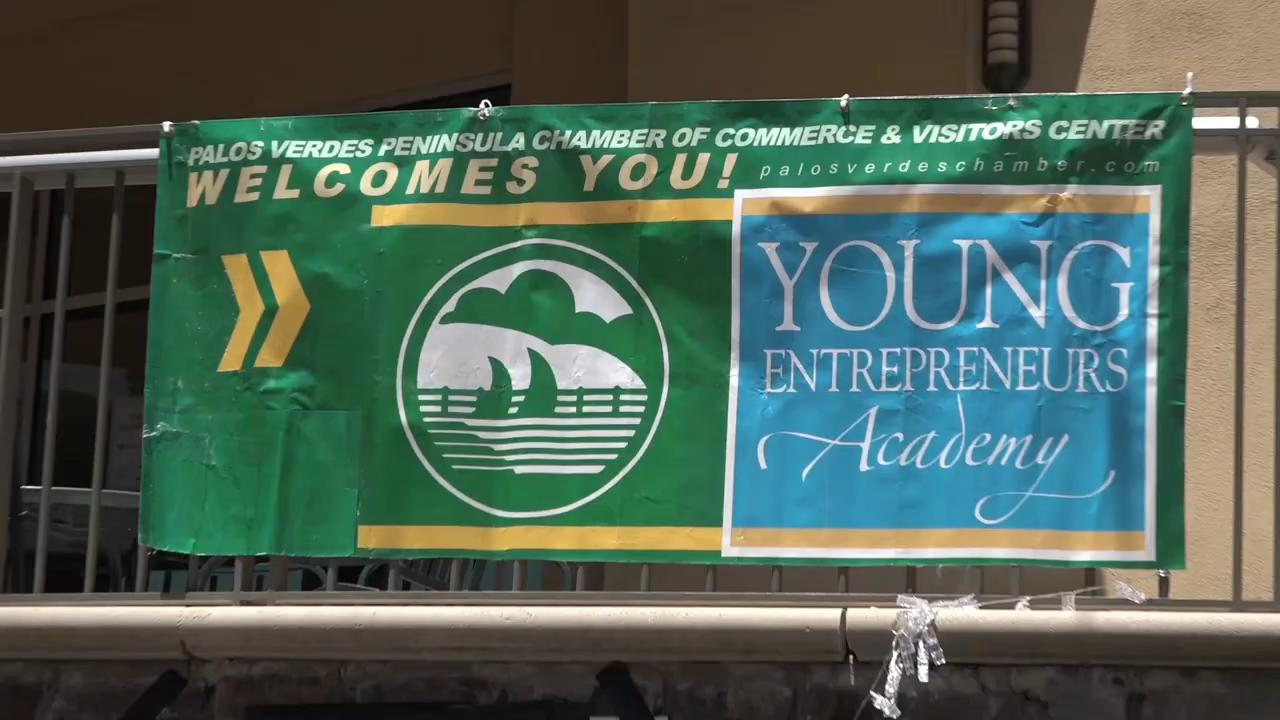 PALOS VERDES PENINSULA CHAMBER OF COMMERCE & VISITORS CENTER
WELCOMES YOU! palosverdeschamber.com
YOUNG
ENTREPRENEURS
Academy